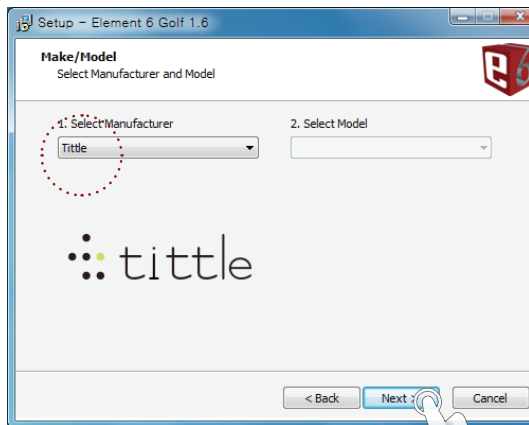 Setup - Element 6 Golf 1.6
Make/Model
Select Manufacturer and Model
e6
1. Select Manufacturer
2. Select Model
Tittle
tittle
< Back
Next >
Cancel